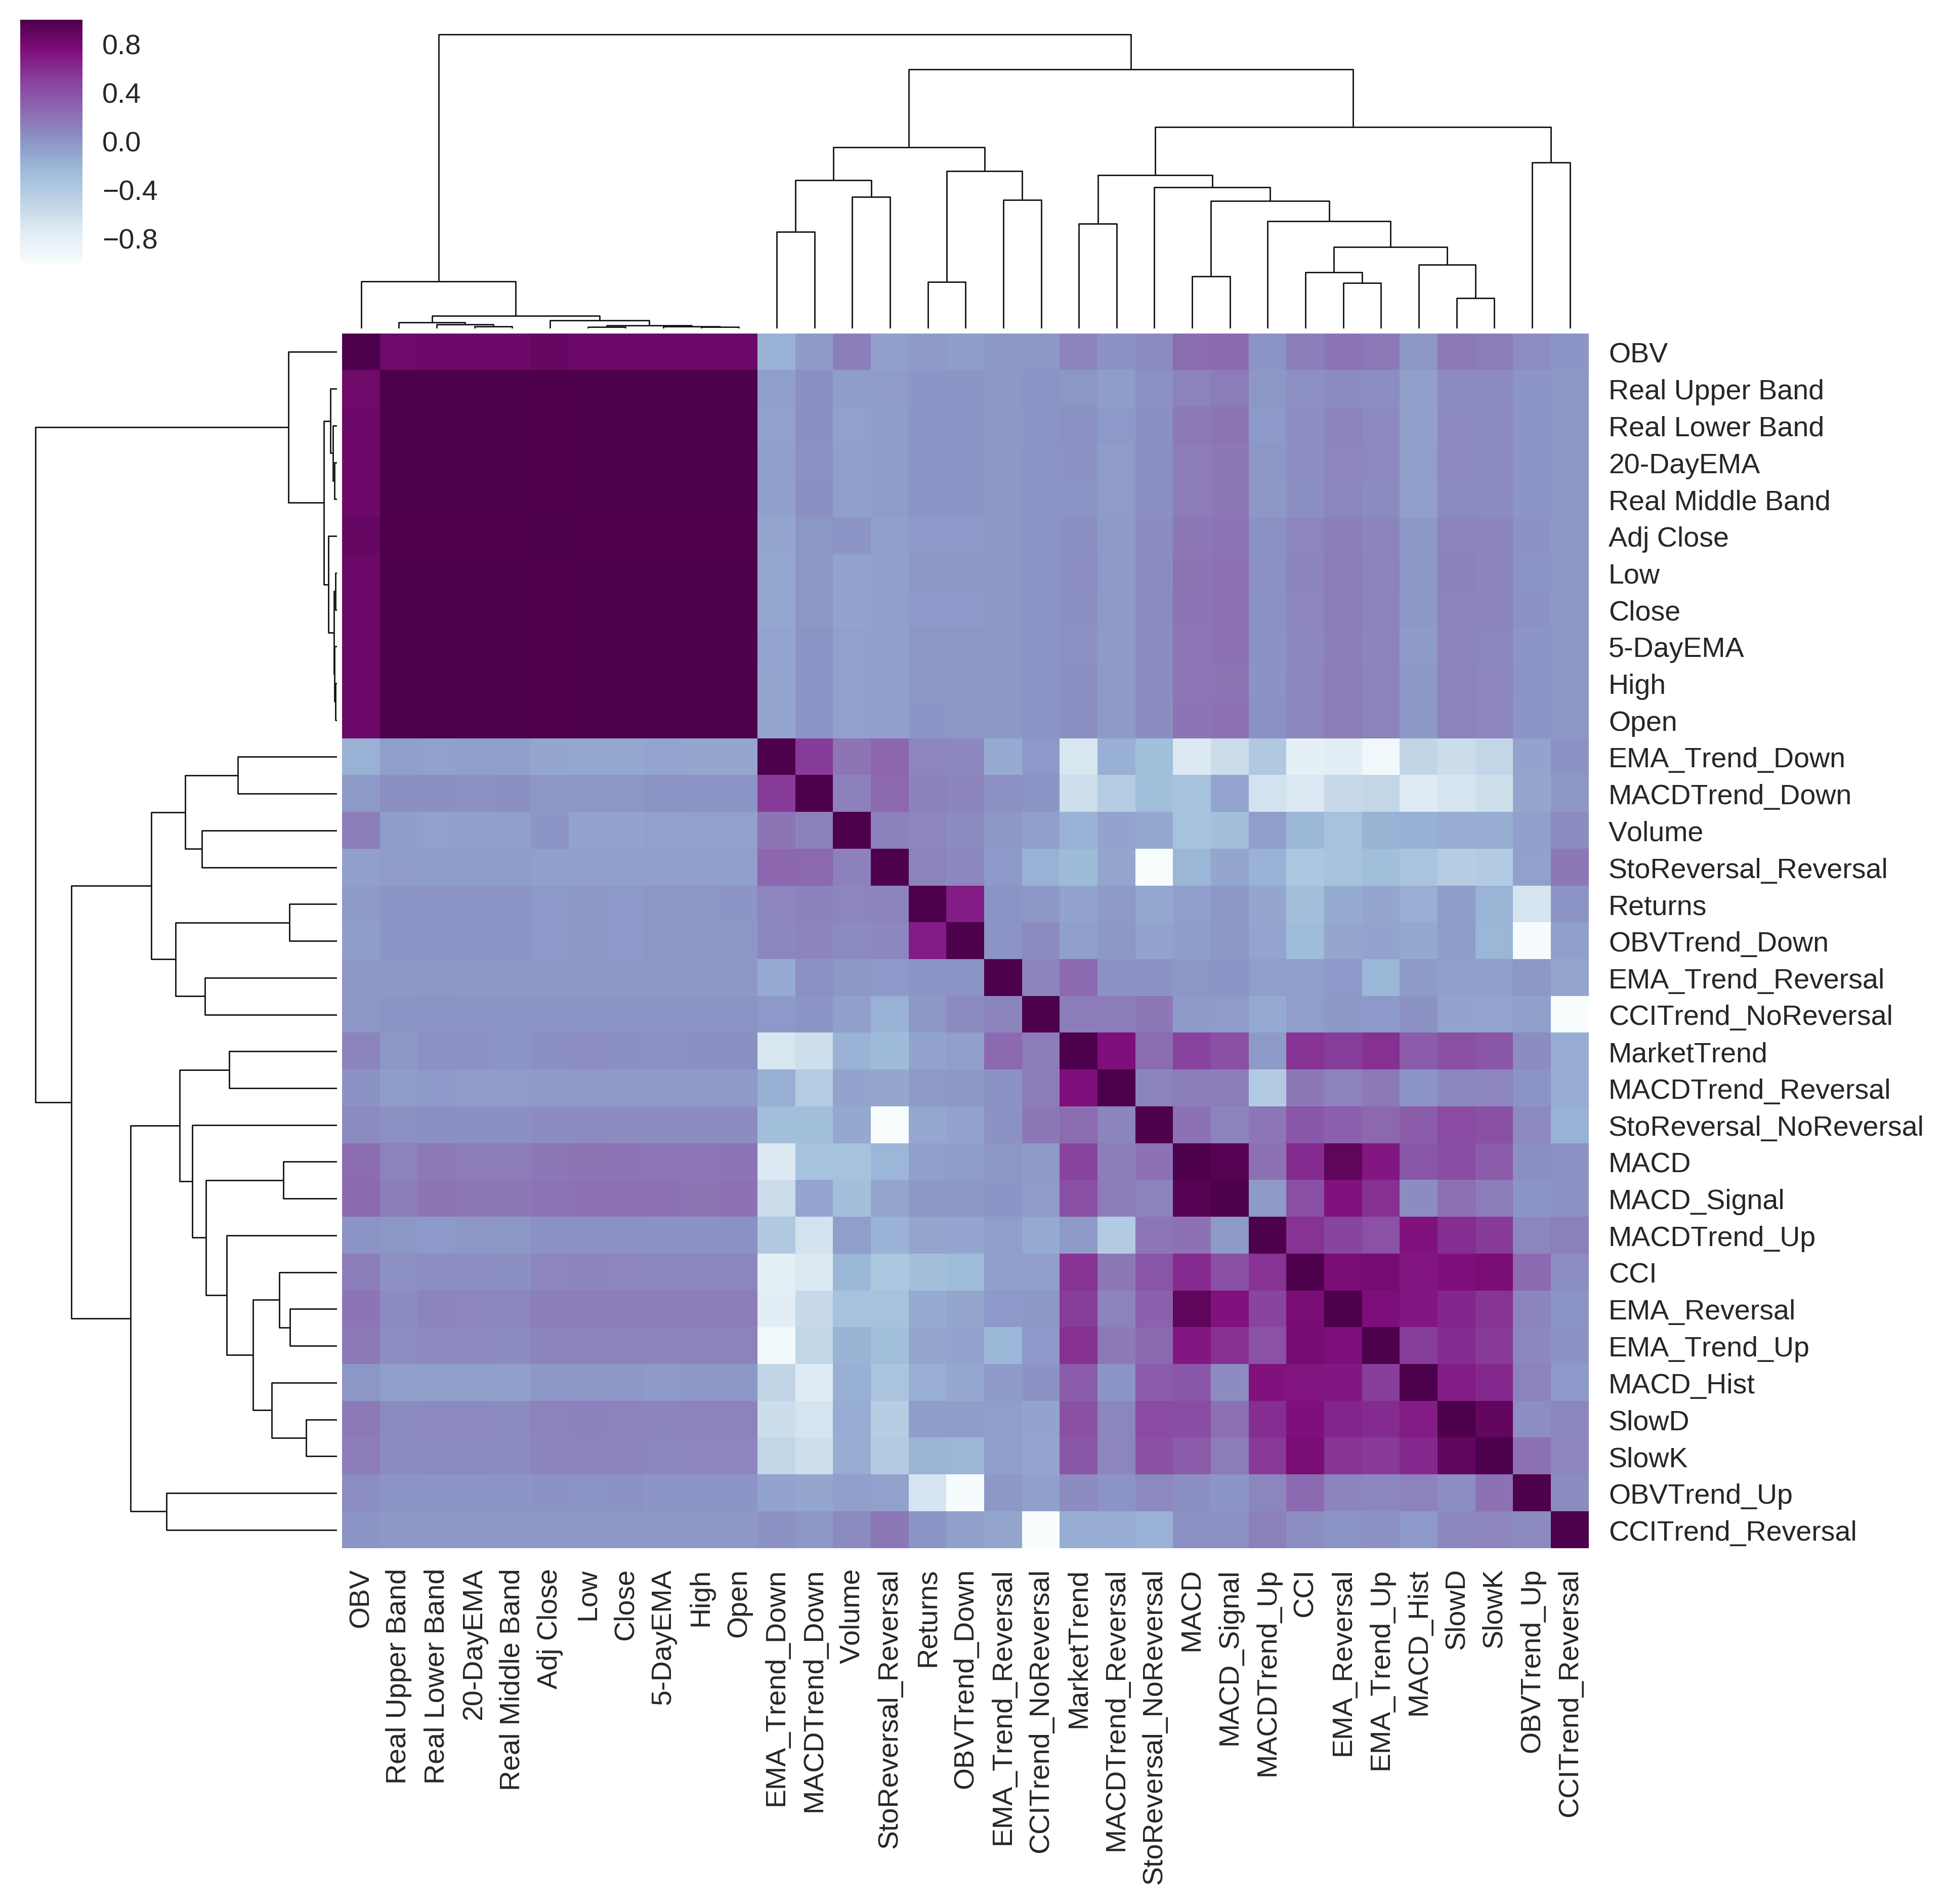 0.8
0.4
0.0
−0.4
−0.8
OBV
Real Upper Band
Real Lower Band
20-DayEMA
Real Middle Band
Adj Close
Low
Close
5-DayEMA
High
Open
EMA_Trend_Down
MACDTrend_Down
Volume
StoReversal_Reversal
Returns
OBVTrend_Down
EMA_Trend_Reversal
CCITrend_NoReversal
MarketTrend
MACDTrend_Reversal
StoReversal_NoReversal
MACD
MACD_Signal
MACDTrend_Up
CCI
EMA_Reversal
EMA_Trend_Up
MACD_Hist
SlowD
SlowK
OBVTrend_Up
CCITrend_Reversal
OBV
Real Upper Band
Real Lower Band
20-DayEMA
Real Middle Band
Adj Close
Low
Close
5-DayEMA
High
Open
EMA_Trend_Down
MACDTrend_Down
Volume
StoReversal_Reversal
Returns
OBVTrend_Down
EMA_Trend_Reversal
CCITrend_NoReversal
MarketTrend
MACDTrend_Reversal
StoReversal_NoReversal
MACD
MACD_Signal
MACDTrend_Up
CCI
EMA_Reversal
EMA_Trend_Up
MACD_Hist
SlowD
SlowK
OBVTrend_Up
CCITrend_Reversal